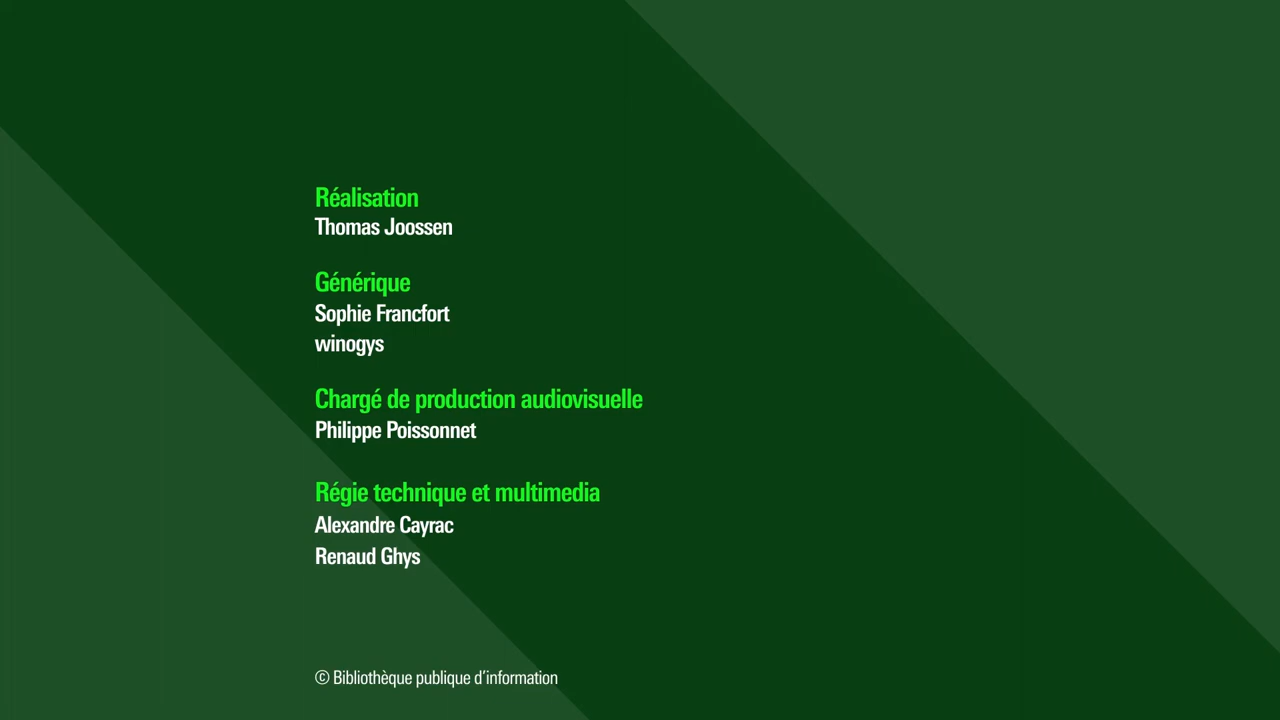 Réalisation
Thomas Joossen
Générique
Sophie Francfort
winogys
Chargé de production audiovisuelle
Philippe Poissonnet
Régie technique et multimedia
Alexandre Cayrac
Renaud Ghys
© Bibliothèque publique d’information